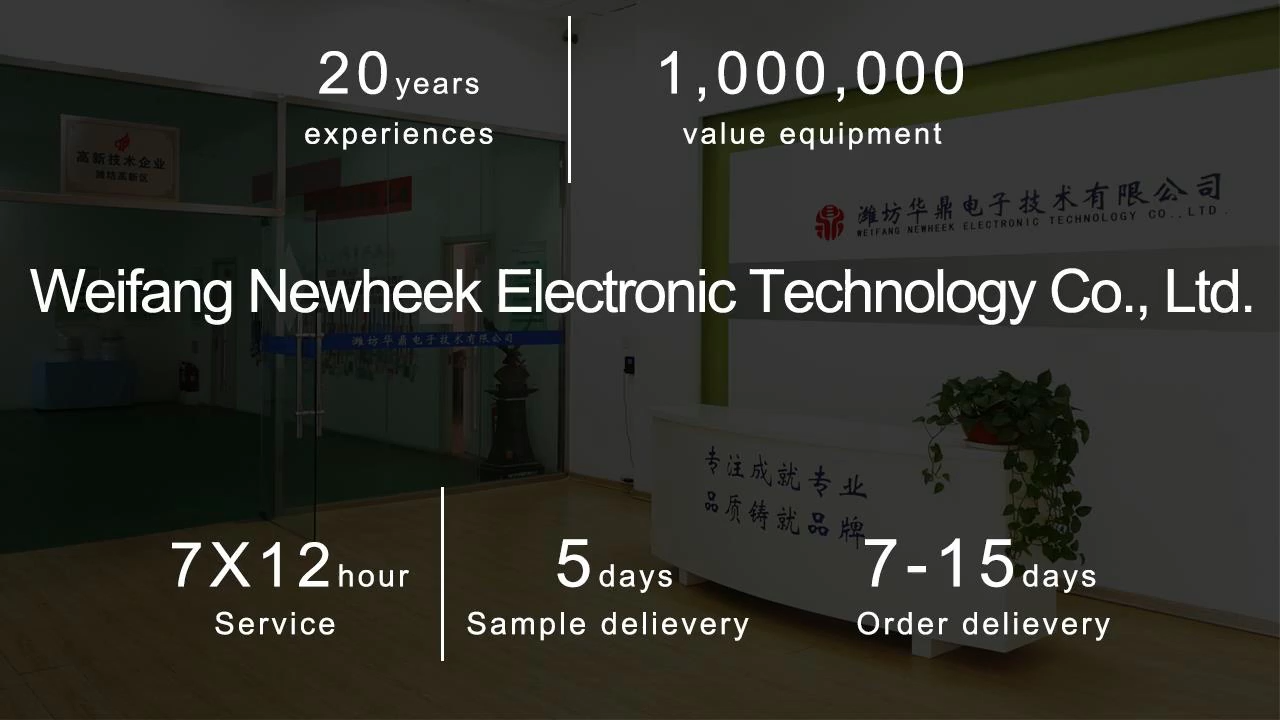 20years
experiences
1,000,000
value equipment
高新技术企业
潍坊高新区
潍坊华鼎电子技术有限公司
WEIFANG NEWHEEK ELECTRONIC TECHNOLOGY CO.,LTD.
Weifang Newheek Electronic Technology Co., Ltd.
潍坊华鼎电子技术有限公司
专注成就专业
品质铸就品牌
7X12hour
Service
5days
Sample delievery
7-15days
Order delievery